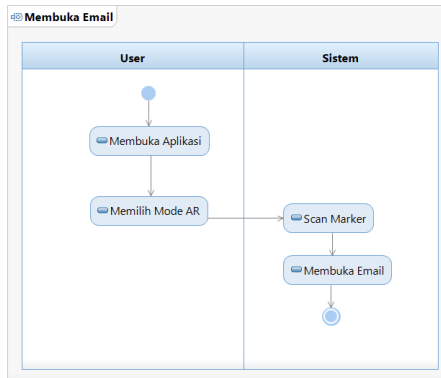 Membuka Email
User
Sistem
Membuka Aplikasi
Memilih Mode AR
Scan Marker
Membuka Email